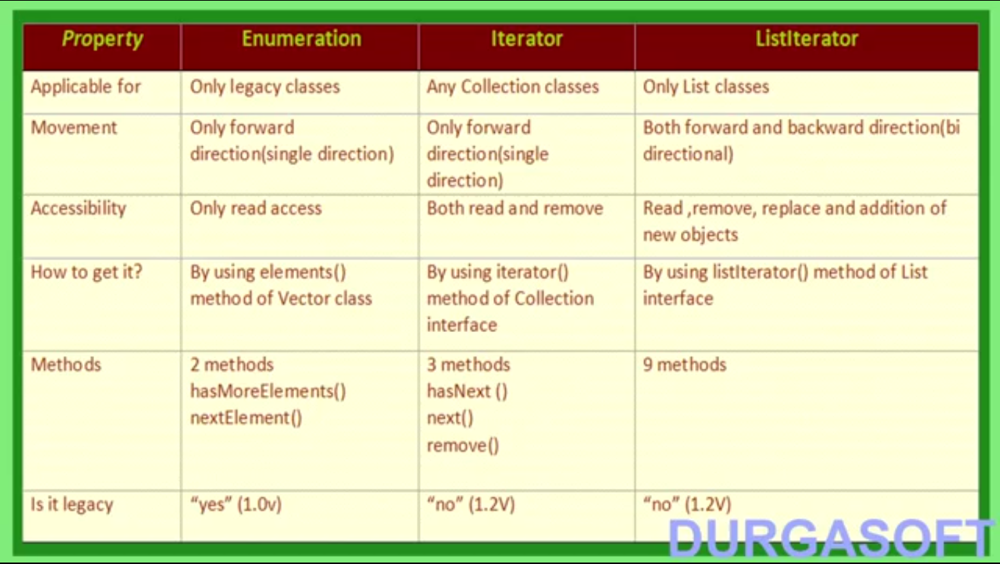 Property Enumeration Iterator ListIterator
Applicable for Only legacy classes Any Collection classes Only List classes
Movement Only forward Only forward Both forward and backward direction(bi
direction(single direction) direction(single directional)
direction)
Accessibility Only read access Both read and remove Read ,remove, replace and addition of
new objects
How to get it? By using elements() By using iterator() By using listIterator() method of List
method of Vector class method of Collection interface
interface
Methods 2 methods 3 methods 9 methods
hasMoreElements() hasNext ()
nextElement() next()
remove()
Is it legacy “yes” (1.0v) “no” (1.2V) “no” (1.2V)
DURGASOFT